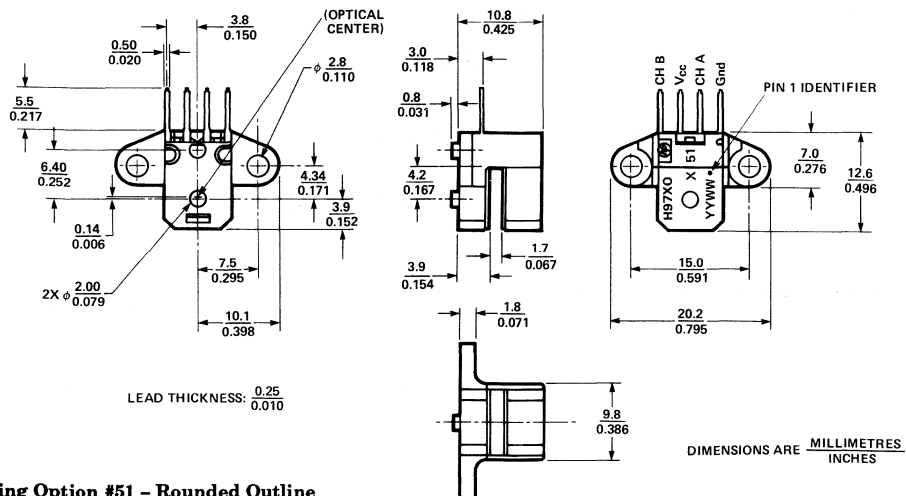 3.8
0.150
(OPTICAL
CENTER)
0.50
0.020
ϕ 2.8
0.110
5.5
0.217
6.40
0.252
4.34
0.171
3.9
0.152
0.14
0.006
7.5
0.295
2X ϕ 2.00
0.079
10.1
0.398
LEAD THICKNESS: 0.25
0.010
10.8
0.425
3.0
0.118
0.8
0.031
4.2
0.167
1.7
0.067
3.9
0.154
1.8
0.071
9.8
0.386
CH B
Vcc
CH A
Gnd
PIN 1 IDENTIFIER
H97XO
X 51
YYWW
7.0
0.276
12.6
0.496
15.0
0.591
20.2
0.795
DIMENSIONS ARE MILLIMETRES
INCHES
ing Option #51 – Rounded Outline